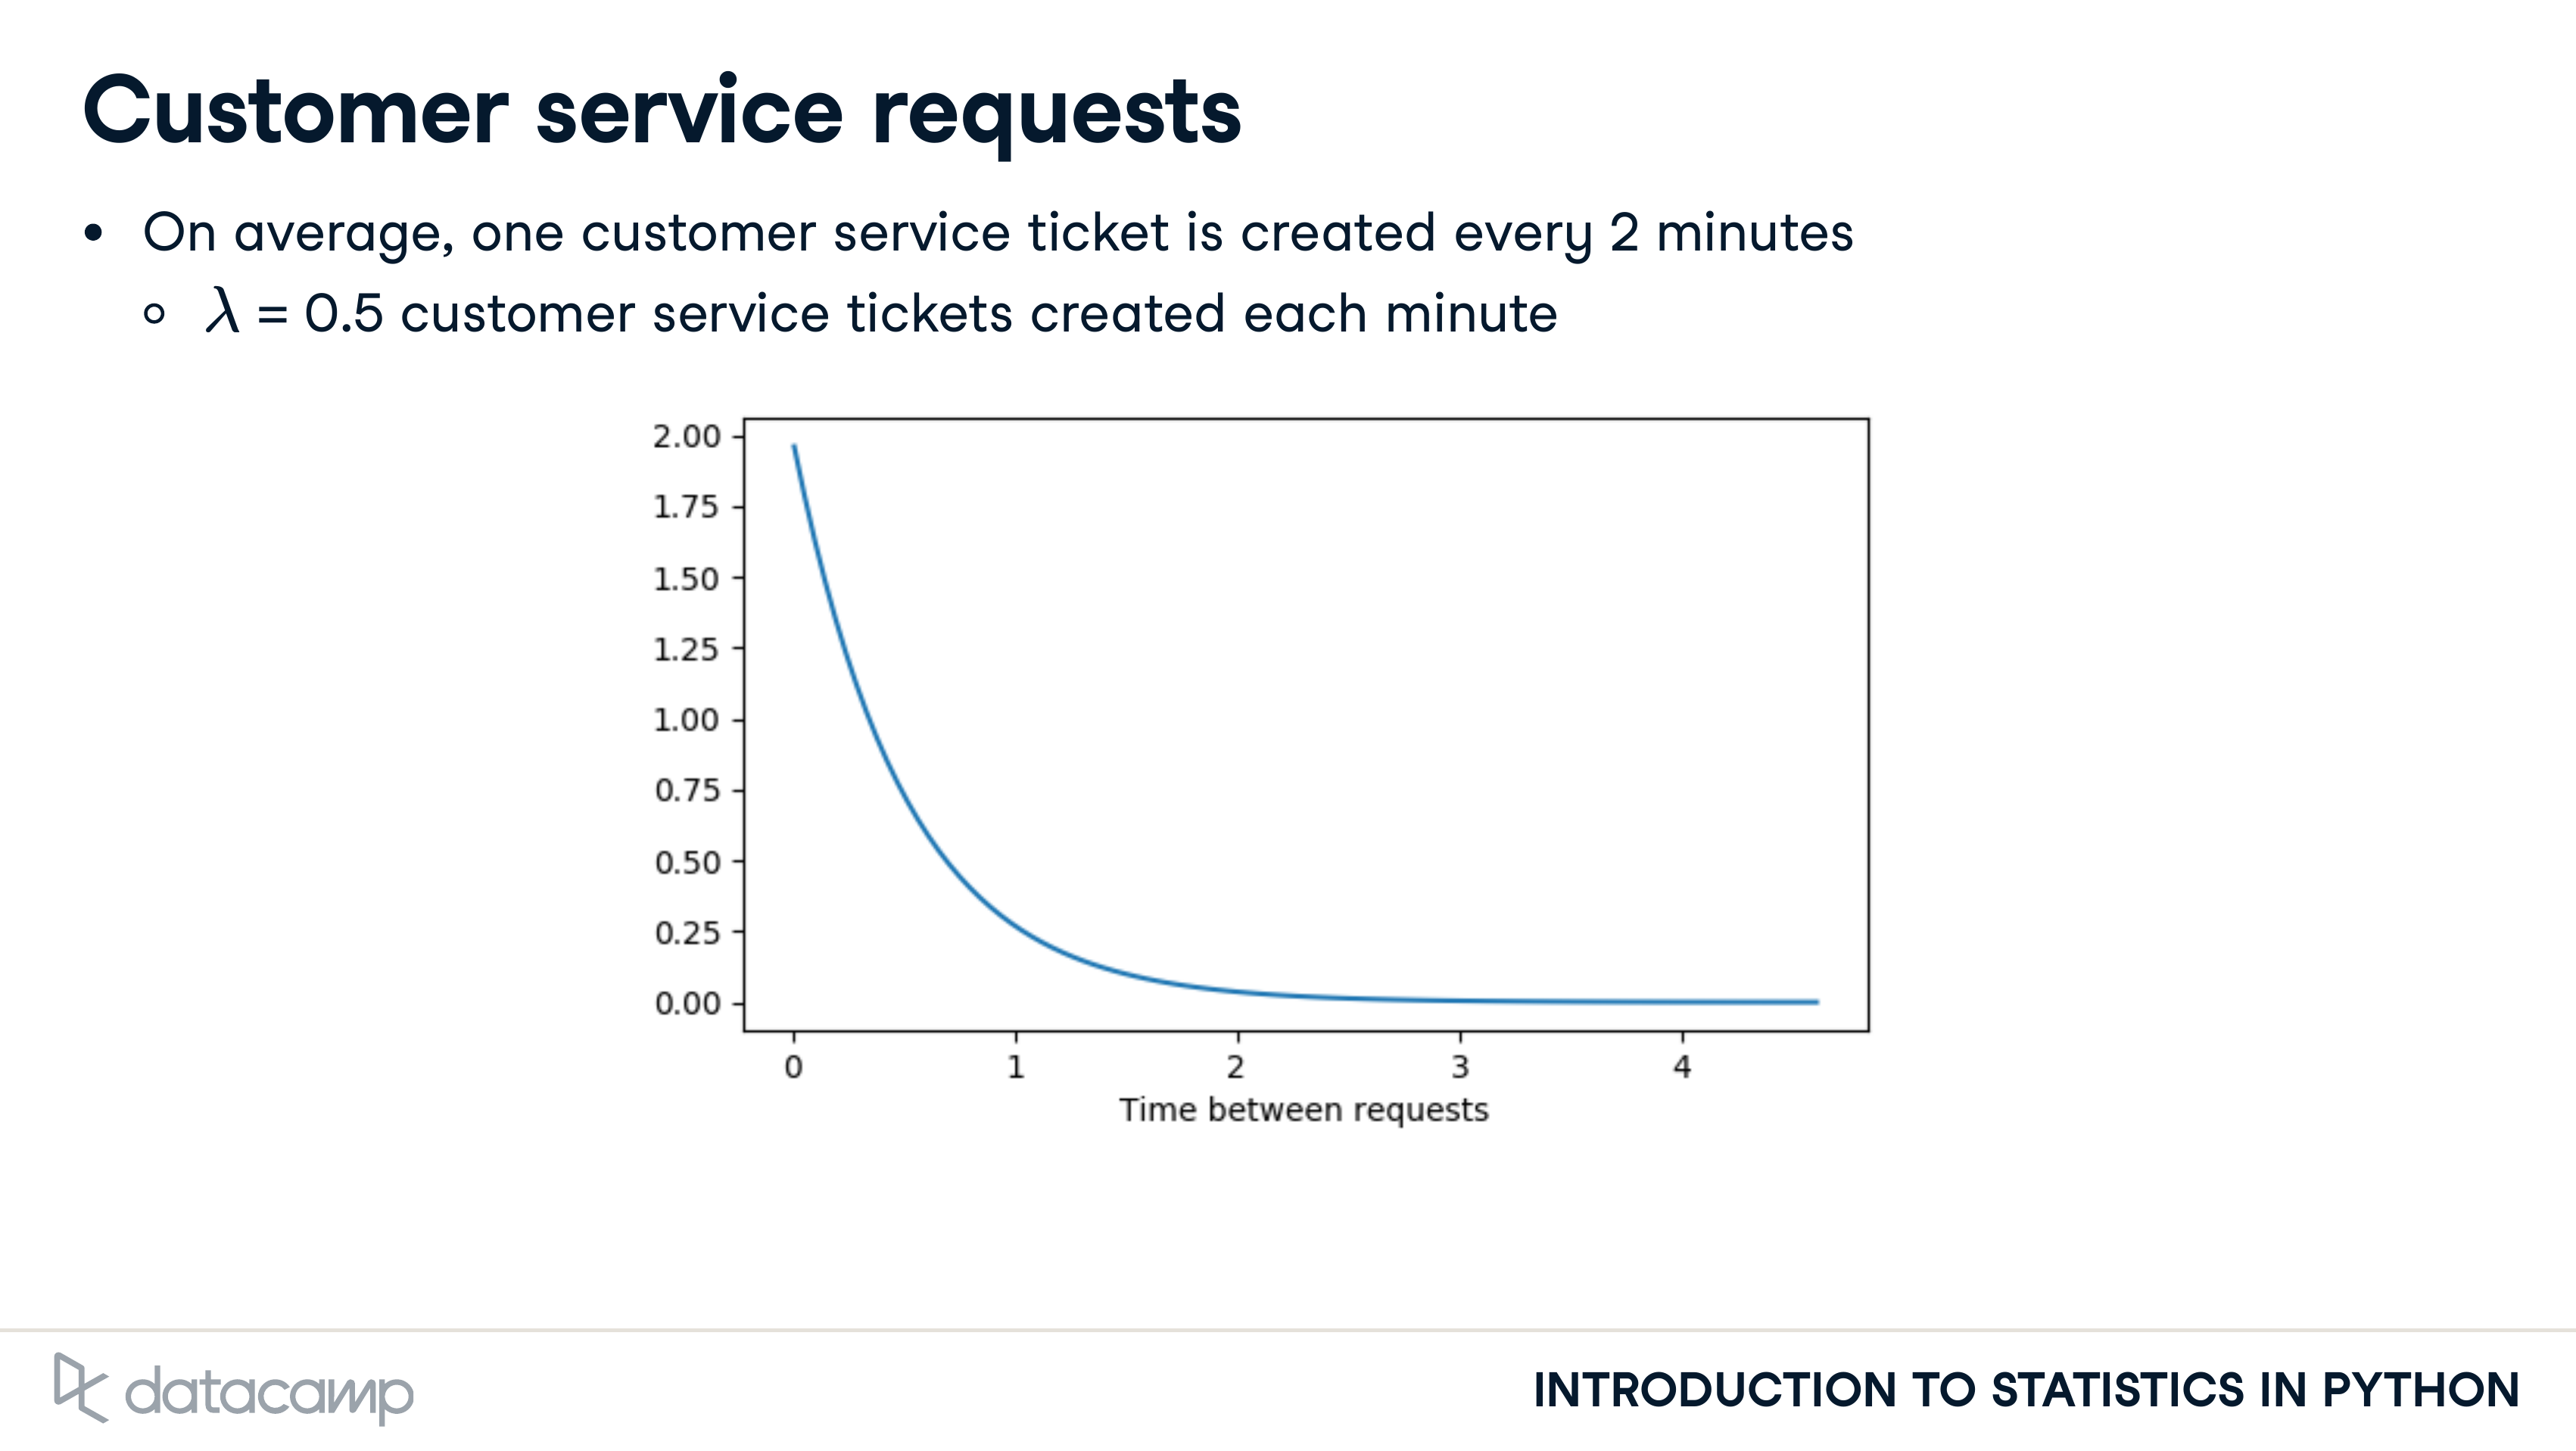 Customer service requests
• On average, one customer service ticket is created every 2 minutes
∘ λ = 0.5 customer service tickets created each minute
2.00
1.75
1.50
1.25
1.00
0.75
0.50
0.25
0.00
0 1 2 3 4
Time between requests
datacamp
INTRODUCTION TO STATISTICS IN PYTHON